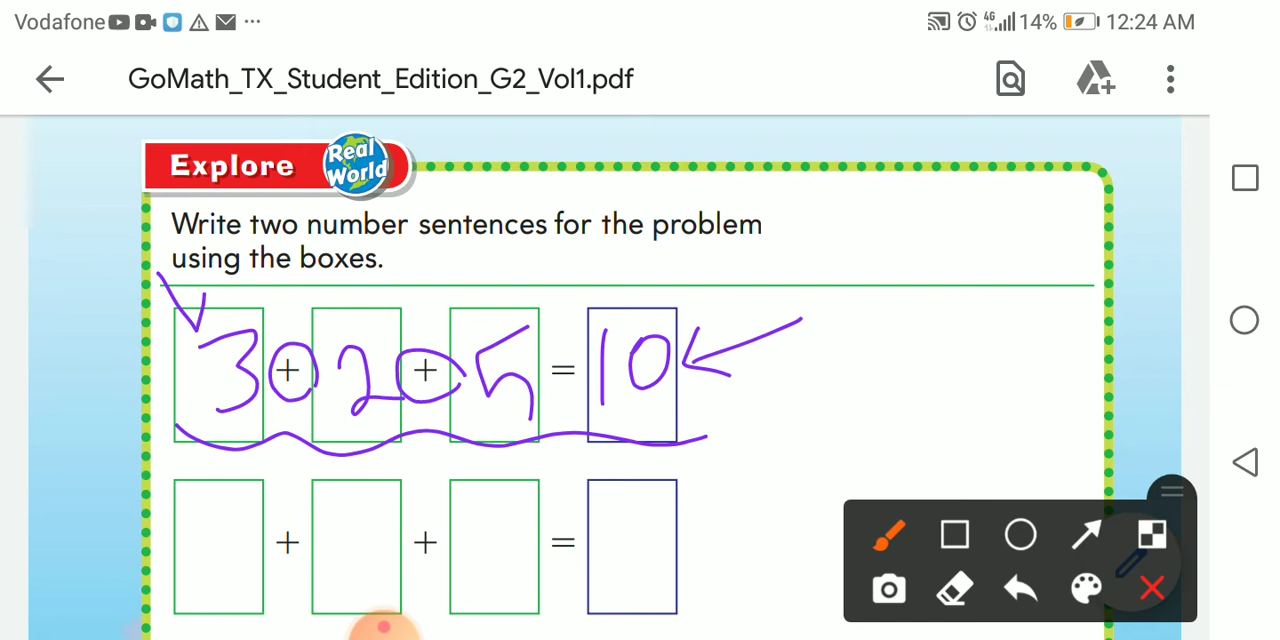 Vodafone 4G 14% 12:24 AM
GoMath_TX_Student_Edition_G2_Vol1.pdf
Explore Real World
Write two number sentences for the problem
using the boxes.
3 + 2 + 5 = 10
+ + =